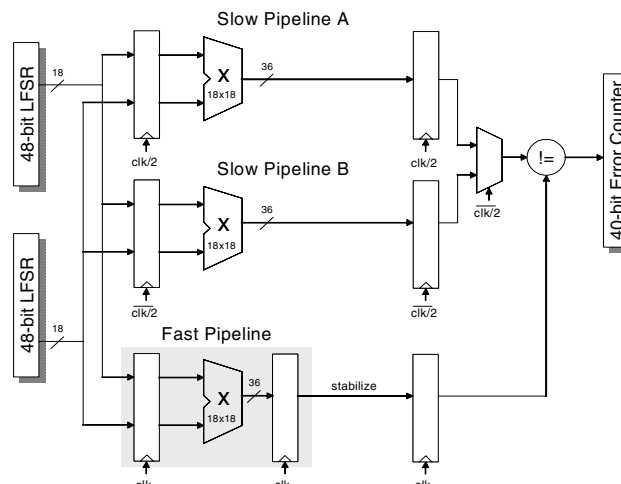 Slow Pipeline A
48-bit LFSR
18
X
18x18
36
clk/2
clk/2
Slow Pipeline B
X
18x18
36
clk/2
clk/2
clk/2
!=
40-bit Error Counter
48-bit LFSR
18
Fast Pipeline
X
18x18
36
stabilize